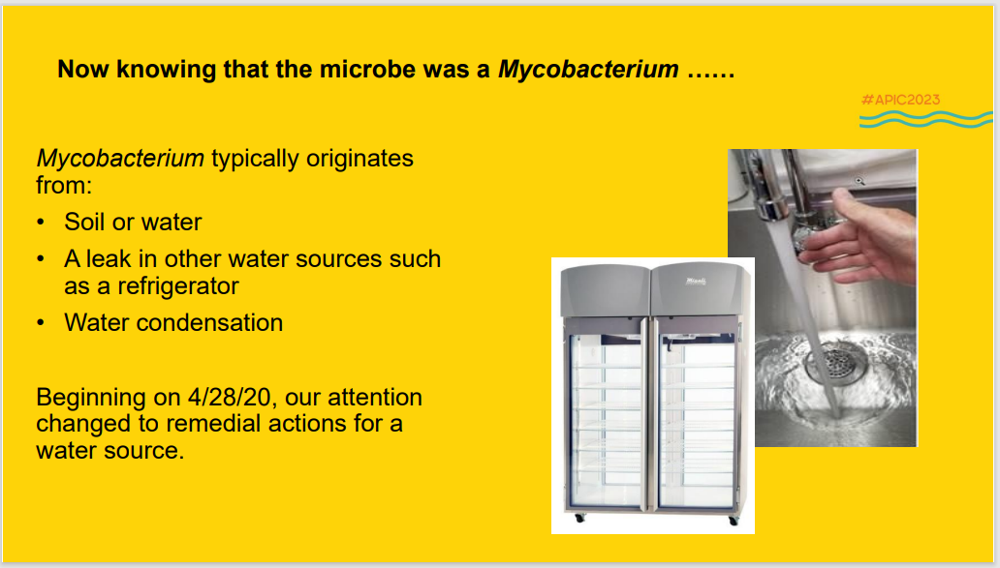 Now knowing that the microbe was a Mycobacterium ……
#APIC2023
Mycobacterium typically originates
from:
• Soil or water
• A leak in other water sources such
as a refrigerator
• Water condensation
Beginning on 4/28/20, our attention
changed to remedial actions for a
water source.